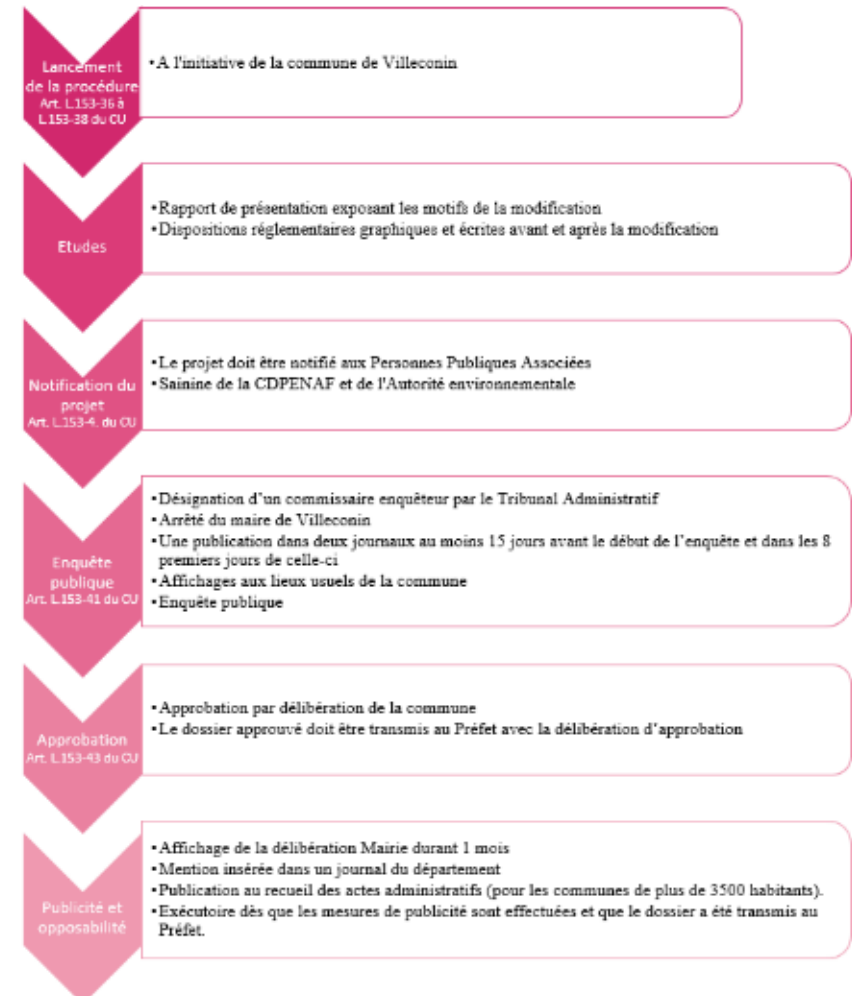 Lancement
de la procédure
Art. L.153-36 à
L.153-38 du CU
•A l'initiative de la commune de Villeconin
Etudes
•Rapport de présentation exposant les motifs de la modification
•Dispositions réglementaires graphiques et écrites avant et après la modification
Notification du
projet
Art. L.153-4. du CU
•Le projet doit être notifié aux Personnes Publiques Associées
•Sainine de la CDPENAF et de l'Autorité environnementale
Enquête
publique
Art. L.153-41 du CU
•Désignation d’un commissaire enquêteur par le Tribunal Administratif
•Arrêté du maire de Villeconin
•Une publication dans deux journaux au moins 15 jours avant le début de l’enquête et dans les 8
premiers jours de celle-ci
•Affichages aux lieux usuels de la commune
•Enquête publique
Approbation
Art. L.153-43 du CU
•Approbation par délibération de la commune
•Le dossier approuvé doit être transmis au Préfet avec la délibération d’approbation
Publicité et
opposabilité
•Affichage de la délibération Mairie durant 1 mois
•Mention insérée dans un journal du département
•Publication au recueil des actes administratifs (pour les communes de plus de 3500 habitants).
•Exécutoire dès que les mesures de publicité sont effectuées et que le dossier a été transmis au
Préfet.